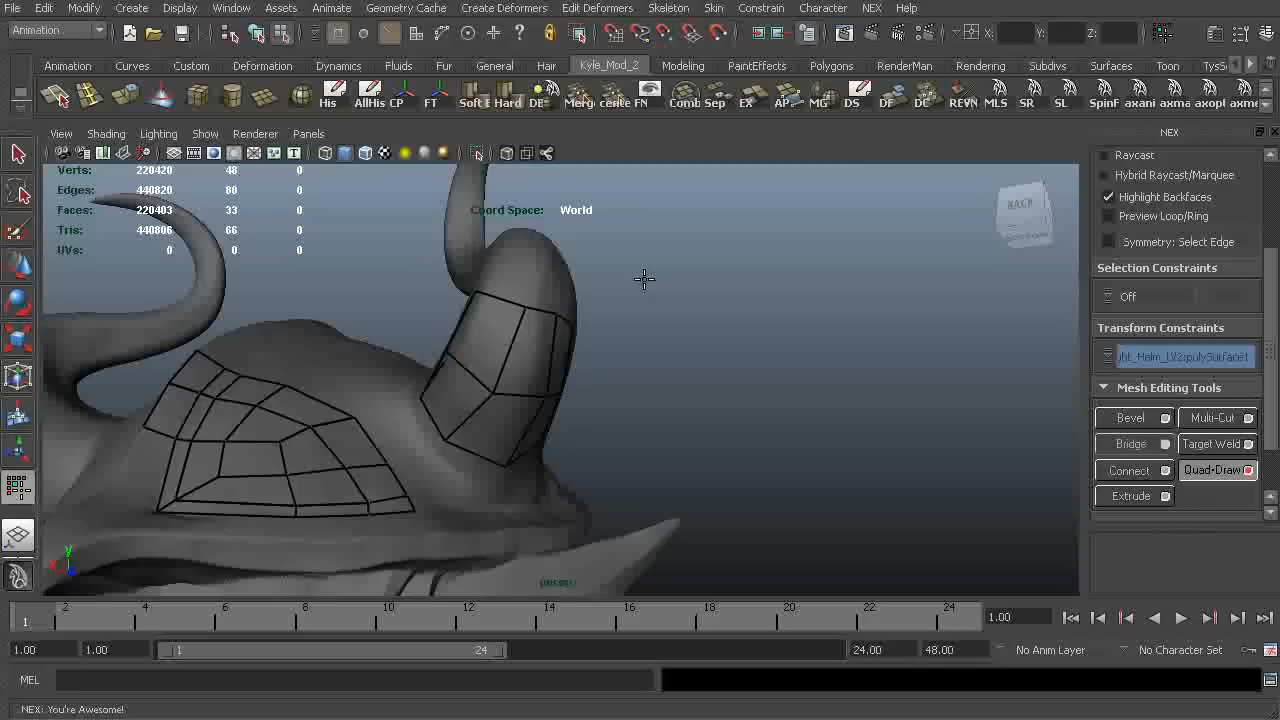 File Edit Modify Create Display Window Assets Animate Geometry Cache Create Deformers Edit Deformers Skeleton Skin Constrain Character NEX Help
Animation X: Y: Z:
Animation Curves Custom Deformation Dynamics Fluids Fur General Hair Kyle_Mod_2 Modeling PaintEffects Polygons RenderMan Rendering Subdivs Surfaces Toon TysS
His AllHis CP FT Soft E Hard DE Merg cente FN Comb Sep EX AP MG DS DF DC REVN MLS SR SL SpinF axani axma axopl axme
View Shading Lighting Show Renderer Panels
NEX
Verts: 220420 48 0
Edges: 440820 80 0
Faces: 220403 33 0
Tris: 440806 66 0
UVs: 0 0 0
Coord Space: World
BACK
Raycast
Hybrid Raycast/Marquee
Highlight Backfaces
Preview Loop/Ring
Symmetry: Select Edge
Selection Constraints
Off
Transform Constraints
ght_Helm_LV2:polySurface1
Mesh Editing Tools
Bevel Multi-Cut
Bridge Target Weld
Connect Quad-Draw
Extrude
y
x
persp
2 4 6 8 10 12 14 16 18 20 22 24
1 1.00
1.00 1.00 1 24 24.00 48.00 No Anim Layer No Character Set
MEL
NEX: You're Awesome!